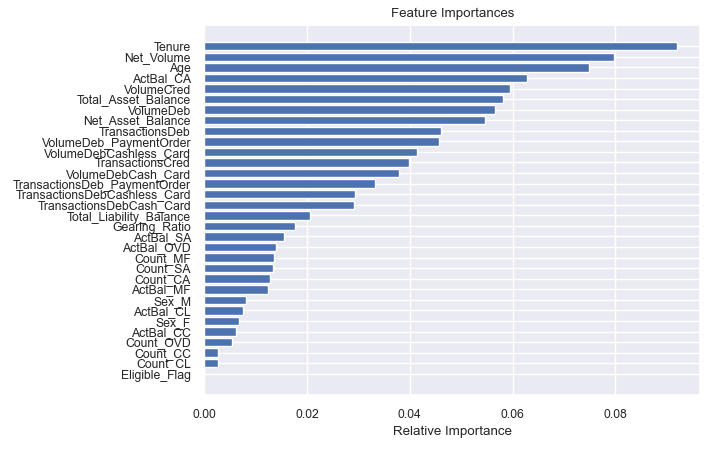 Feature Importances
Tenure
Net_Volume
Age
ActBal_CA
VolumeCred
Total_Asset_Balance
VolumeDeb
Net_Asset_Balance
TransactionsDeb
VolumeDeb_PaymentOrder
VolumeDebCashless_Card
TransactionsCred
VolumeDebCash_Card
TransactionsDeb_PaymentOrder
TransactionsDebCashless_Card
TransactionsDebCash_Card
Total_Liability_Balance
Gearing_Ratio
ActBal_SA
ActBal_OVD
Count_MF
Count_SA
Count_CA
ActBal_MF
Sex_M
ActBal_CL
Sex_F
ActBal_CC
Count_OVD
Count_CC
Count_CL
Eligible_Flag
0.00 0.02 0.04 0.06 0.08
Relative Importance